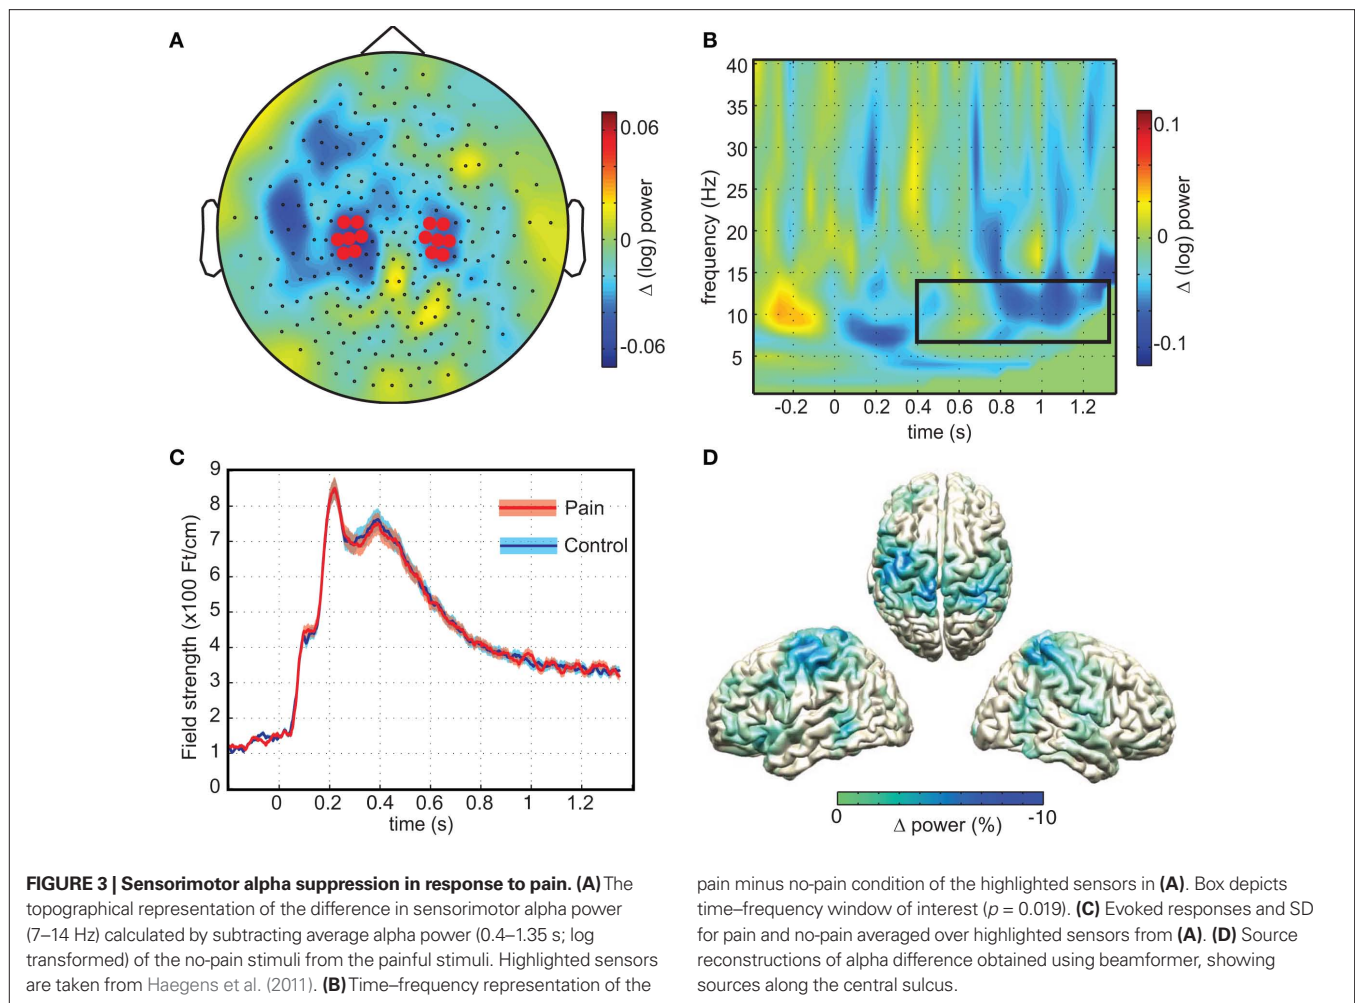 A
0.06
0
-0.06
Δ (log) power
B
40
35
30
25
20
15
10
5
frequency (Hz)
-0.2 0 0.2 0.4 0.6 0.8 1 1.2
time (s)
0.1
0
-0.1
Δ (log) power
C
9
8
7
6
5
4
3
2
1
0
Field strength (x100 Ft/cm)
Pain
Control
0 0.2 0.4 0.6 0.8 1 1.2
time (s)
D
0 -10
Δ power (%)
FIGURE 3 | Sensorimotor alpha suppression in response to pain. (A) The
topographical representation of the difference in sensorimotor alpha power
(7–14 Hz) calculated by subtracting average alpha power (0.4–1.35 s; log
transformed) of the no-pain stimuli from the painful stimuli. Highlighted sensors
are taken from Haegens et al. (2011). (B) Time–frequency representation of the
pain minus no-pain condition of the highlighted sensors in (A). Box depicts
time–frequency window of interest (p = 0.019). (C) Evoked responses and SD
for pain and no-pain averaged over highlighted sensors from (A). (D) Source
reconstructions of alpha difference obtained using beamformer, showing
sources along the central sulcus.